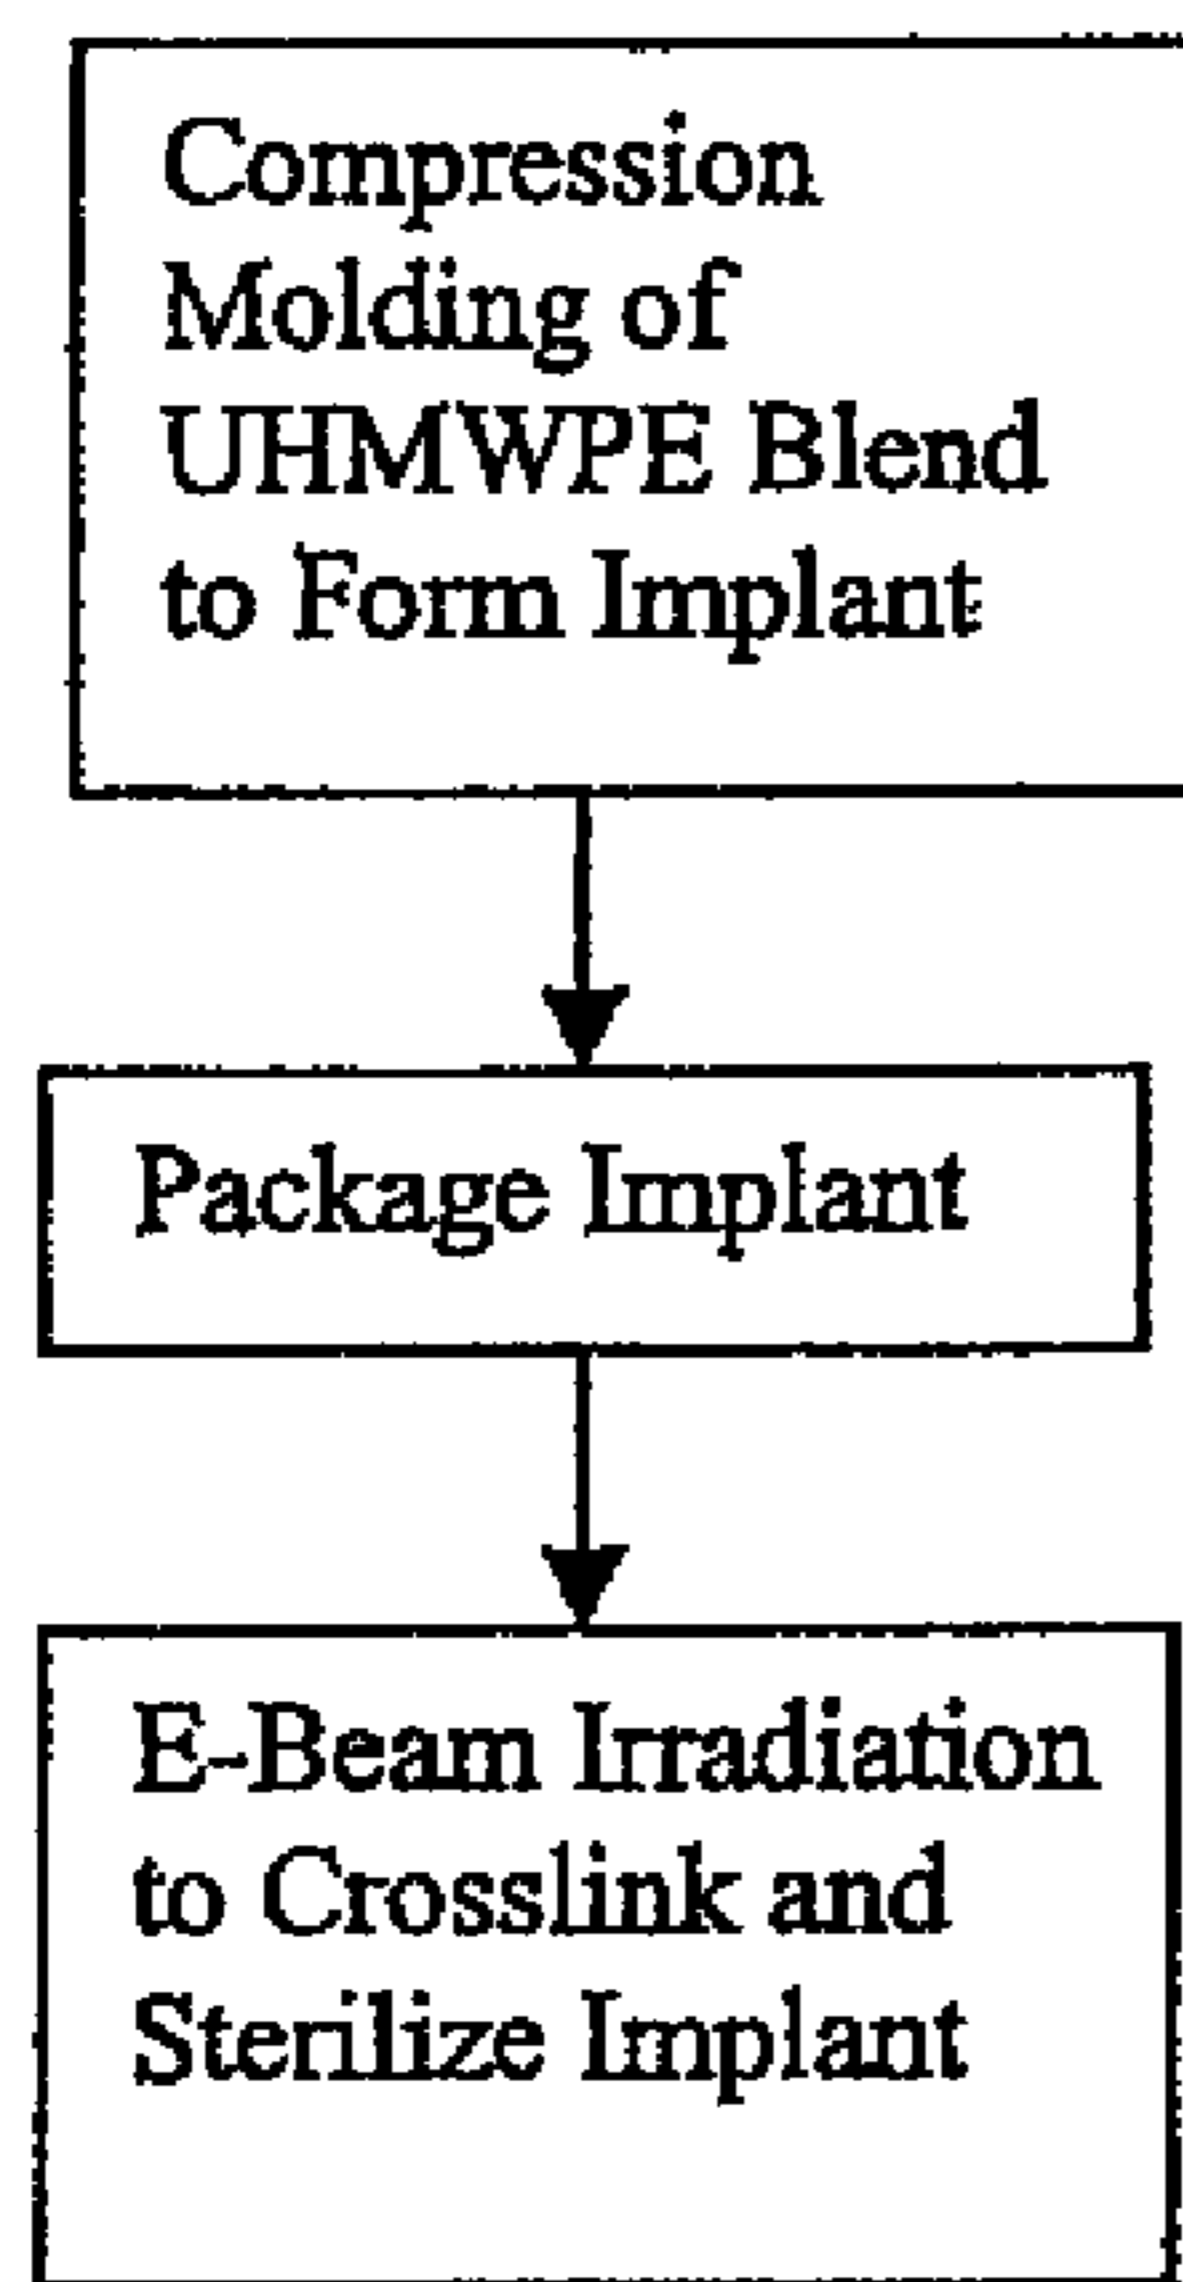 Compression
Molding of
UHMWPE Blend
to Form Implant
Package Implant
E-Beam Irradiation
to Crosslink and
Sterilize Implant